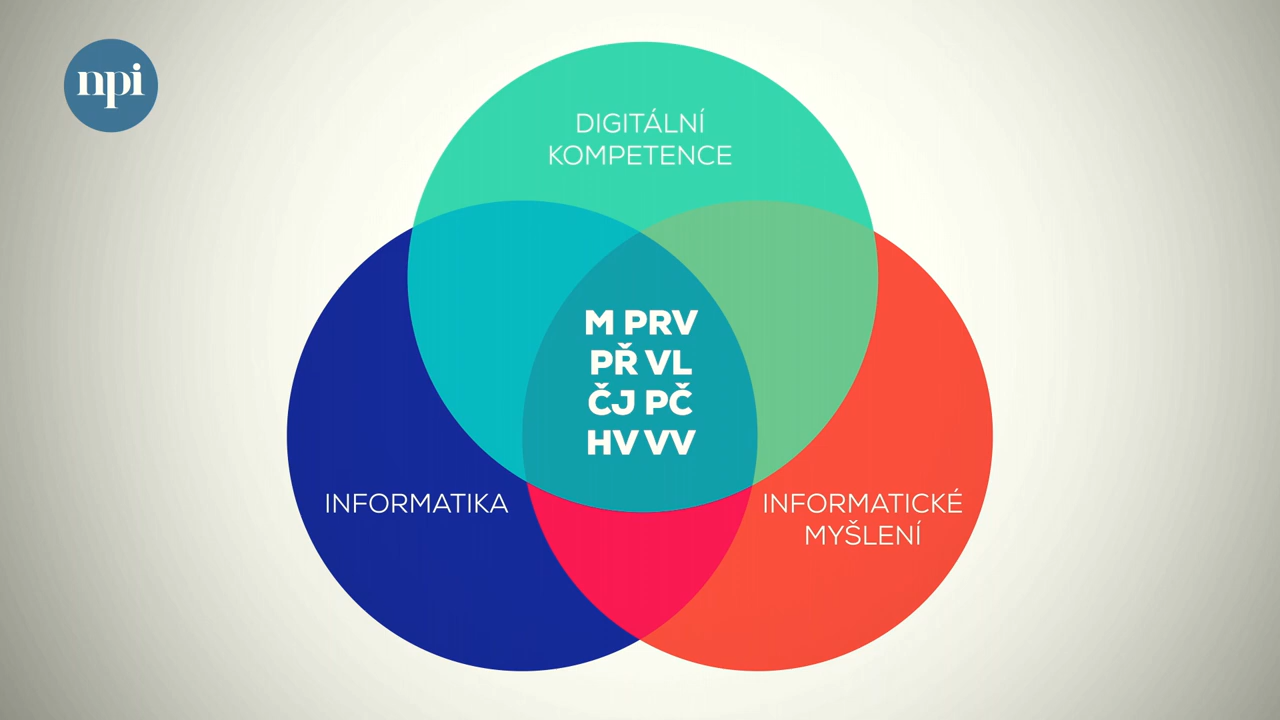 npi
DIGITÁLNÍ
KOMPETENCE
M PRV
PŘ VL
ČJ PČ
HV VV
INFORMATIKA
INFORMATICKÉ
MYŠLENÍ